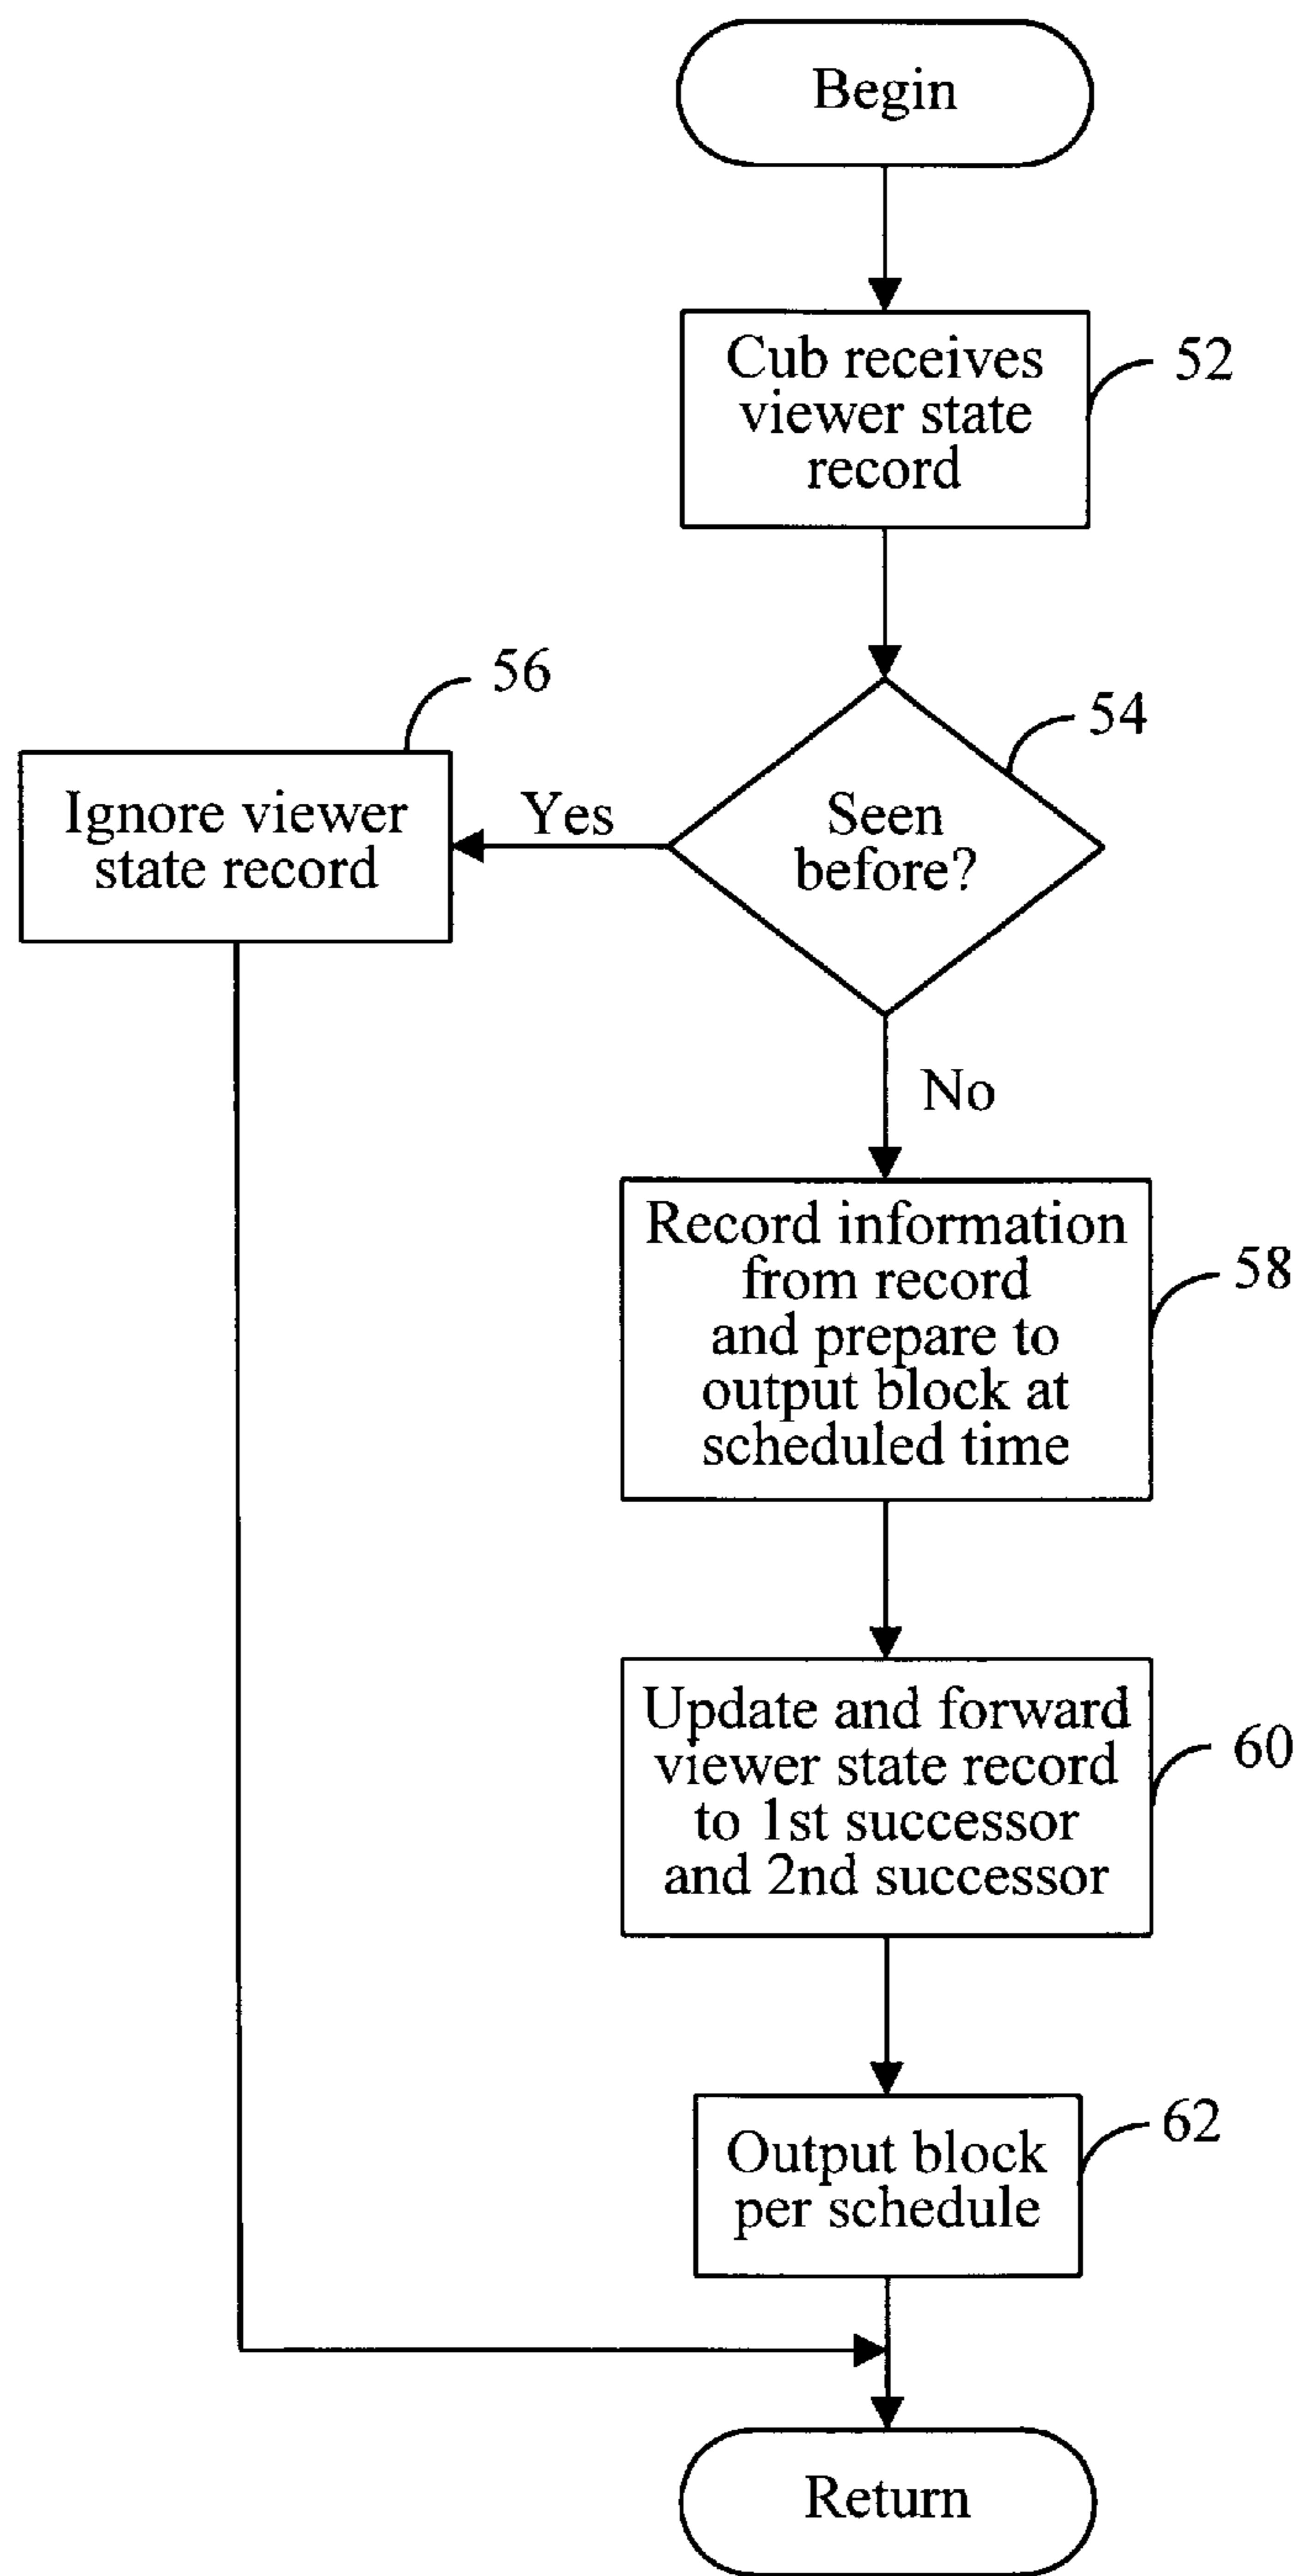 Begin
Cub receives
viewer state
record
52
54
Seen
before?
56
Ignore viewer
state record
Yes
No
Record information
from record
and prepare to
output block at
scheduled time
58
Update and forward
viewer state record
to 1st successor
and 2nd successor
60
Output block
per schedule
62
Return